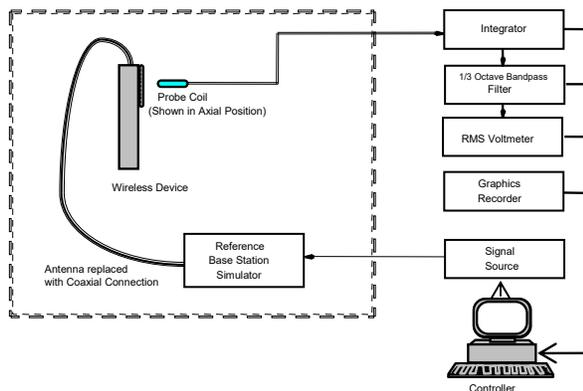 Integrator
1/3 Octave Bandpass
Filter
RMS Voltmeter
Graphics
Recorder
Probe Coil
(Shown in Axial Position)
Wireless Device
Reference
Base Station
Simulator
Signal
Source
Antenna replaced
with Coaxial Connection
Controller